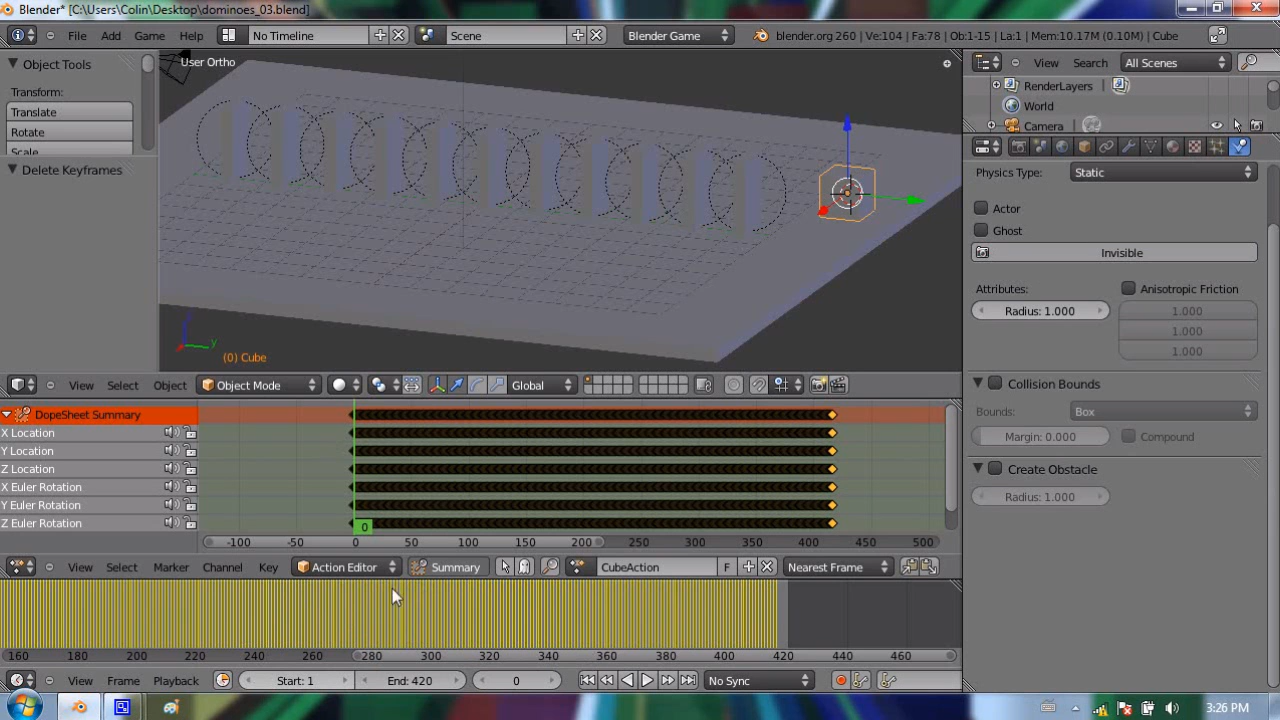 Blender* [C:\Users\Colin\Desktop\dominoes_03.blend]
File Add Game Help No Timeline Scene Blender Game blender.org 260 | Ve:104 | Fa:78 | Ob:1-15 | La:1 | Mem:10.17M (0.10M) | Cube
Object Tools
Transform:
Translate
Rotate
Scale
Delete Keyframes
User Ortho
y
(0) Cube
View Search All Scenes
RenderLayers
World
Camera
Physics Type: Static
Actor
Ghost
Invisible
Attributes: Anisotropic Friction
Radius: 1.000 1.000
1.000
1.000
Collision Bounds
Bounds: Box
Margin: 0.000 Compound
Create Obstacle
Radius: 1.000
View Select Object Object Mode Global
DopeSheet Summary
X Location
Y Location
Z Location
X Euler Rotation
Y Euler Rotation
Z Euler Rotation
0
-100 -50 0 50 100 150 200 250 300 350 400 450 500
View Select Marker Channel Key Action Editor Summary CubeAction F Nearest Frame
160 180 200 220 240 260 280 300 320 340 360 380 400 420 440 460
View Frame Playback Start: 1 End: 420 0 No Sync
3:26 PM